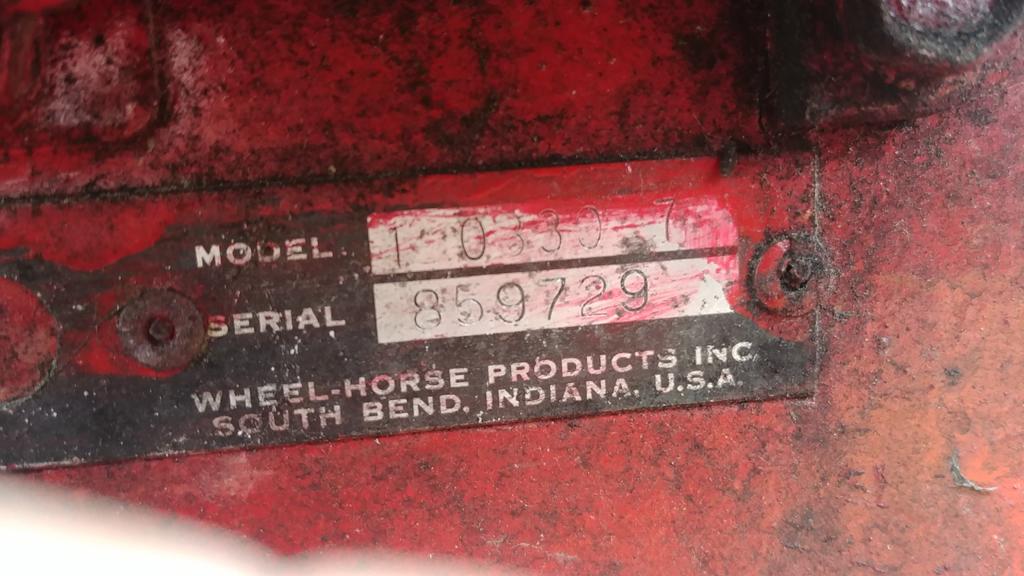 MODEL 1 0330 7
SERIAL 859729
WHEEL-HORSE PRODUCTS INC.
SOUTH BEND, INDIANA, U.S.A.